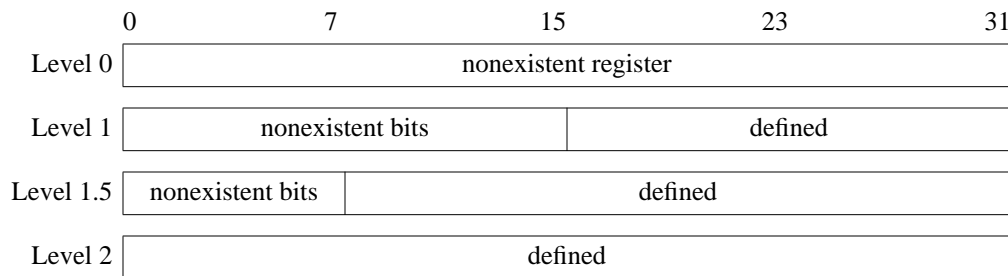 0 7 15 23 31
Level 0 nonexistent register
Level 1 nonexistent bits defined
Level 1.5 nonexistent bits defined
Level 2 defined